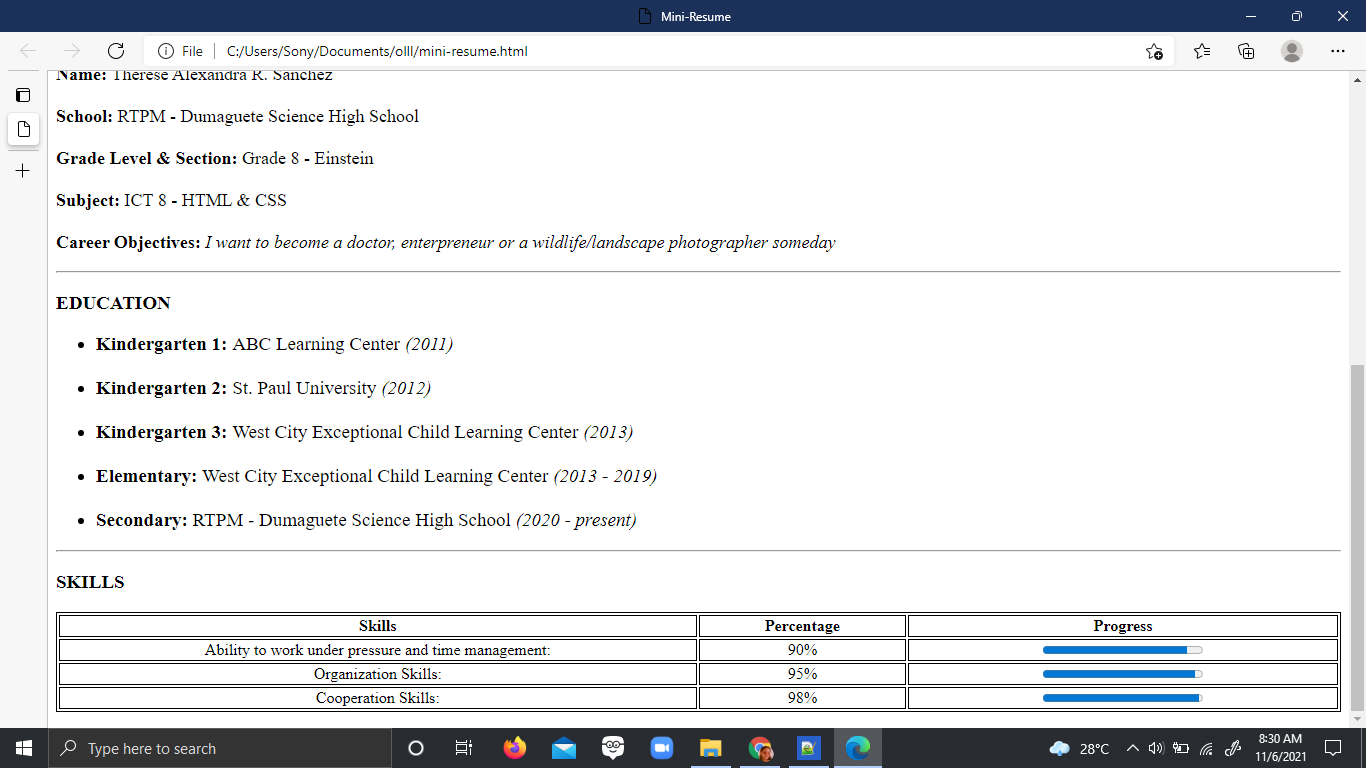 Mini-Resume
File
C:/Users/Sony/Documents/olll/mini-resume.html
Name: Therese Alexandra R. Sanchez
School: RTPM - Dumaguete Science High School
Grade Level & Section: Grade 8 - Einstein
Subject: ICT 8 - HTML & CSS
Career Objectives: I want to become a doctor, enterpreneur or a wildlife/landscape photographer someday
EDUCATION
Kindergarten 1: ABC Learning Center (2011)
Kindergarten 2: St. Paul University (2012)
Kindergarten 3: West City Exceptional Child Learning Center (2013)
Elementary: West City Exceptional Child Learning Center (2013 - 2019)
Secondary: RTPM - Dumaguete Science High School (2020 - present)
SKILLS
Skills Percentage Progress
Ability to work under pressure and time management: 90%
Organization Skills: 95%
Cooperation Skills: 98%
Type here to search
28°C
8:30 AM
11/6/2021